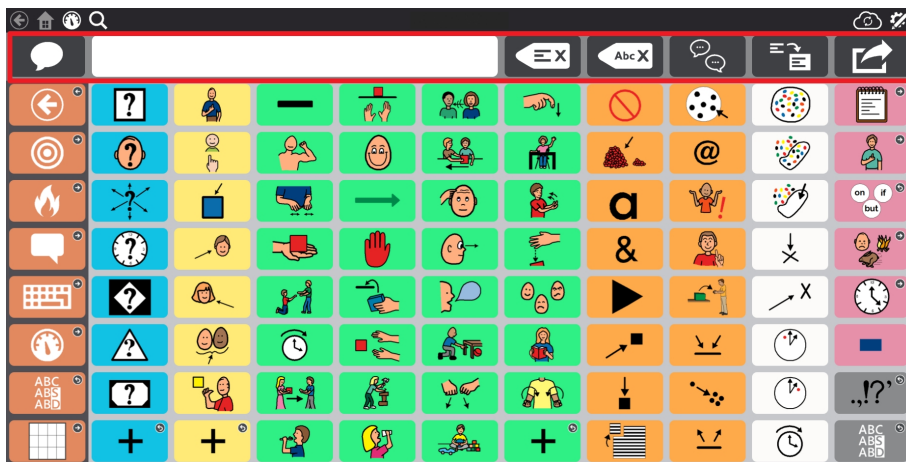 X Abc X
?
? @
? on if
but
! a
? &
? X
?
? .,!?'
ABC
ABS
ABD
+ + + ABC
ABS
ABD